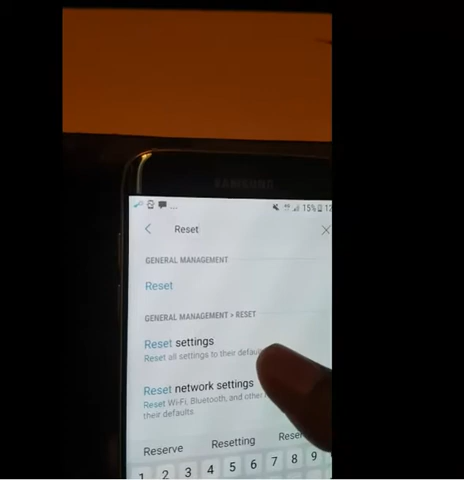 SAMSUNG
... 15% 12
Reset
GENERAL MANAGEMENT
Reset
GENERAL MANAGEMENT > RESET
Reset settings
Reset all settings to their defau
Reset network settings
Reset Wi-Fi, Bluetooth, and other
their defaults
Reserve Resetting Reser
1 2 3 4 5 6 7 8 9